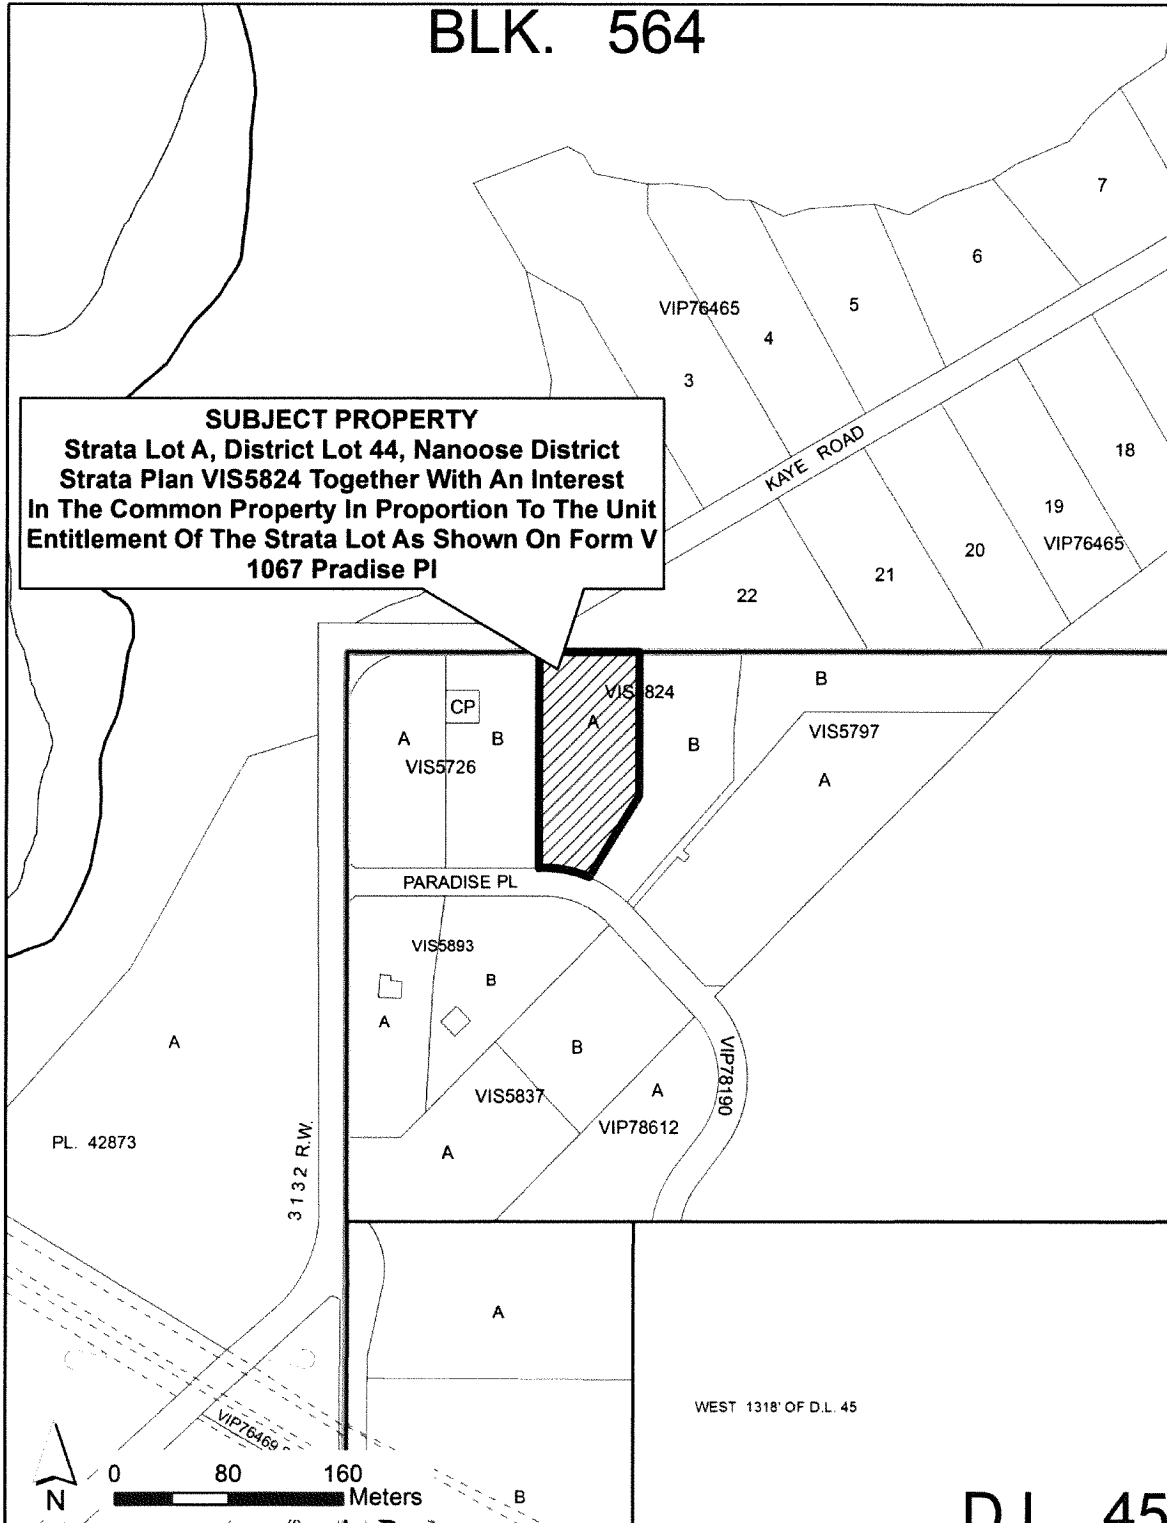 BLK. 564
7
6
5
VIP76465
4
3
KAYE ROAD
18
19
VIP76465
20
21
22
SUBJECT PROPERTY
Strata Lot A, District Lot 44, Nanoose District
Strata Plan VIS5824 Together With An Interest
In The Common Property In Proportion To The Unit
Entitlement Of The Strata Lot As Shown On Form V
1067 Pradise Pl
B
CP
A
B
VIS5726
A
B
VIS5797
A
PARADISE PL
VIS5893
B
A
A
B
VIS5837
A
VIP78612
VIP78190
A
PL. 42873
3132 R.W.
A
WEST 1318' OF D.L. 45
VIP76469
N
0 80 160
Meters
B
D.L. 45